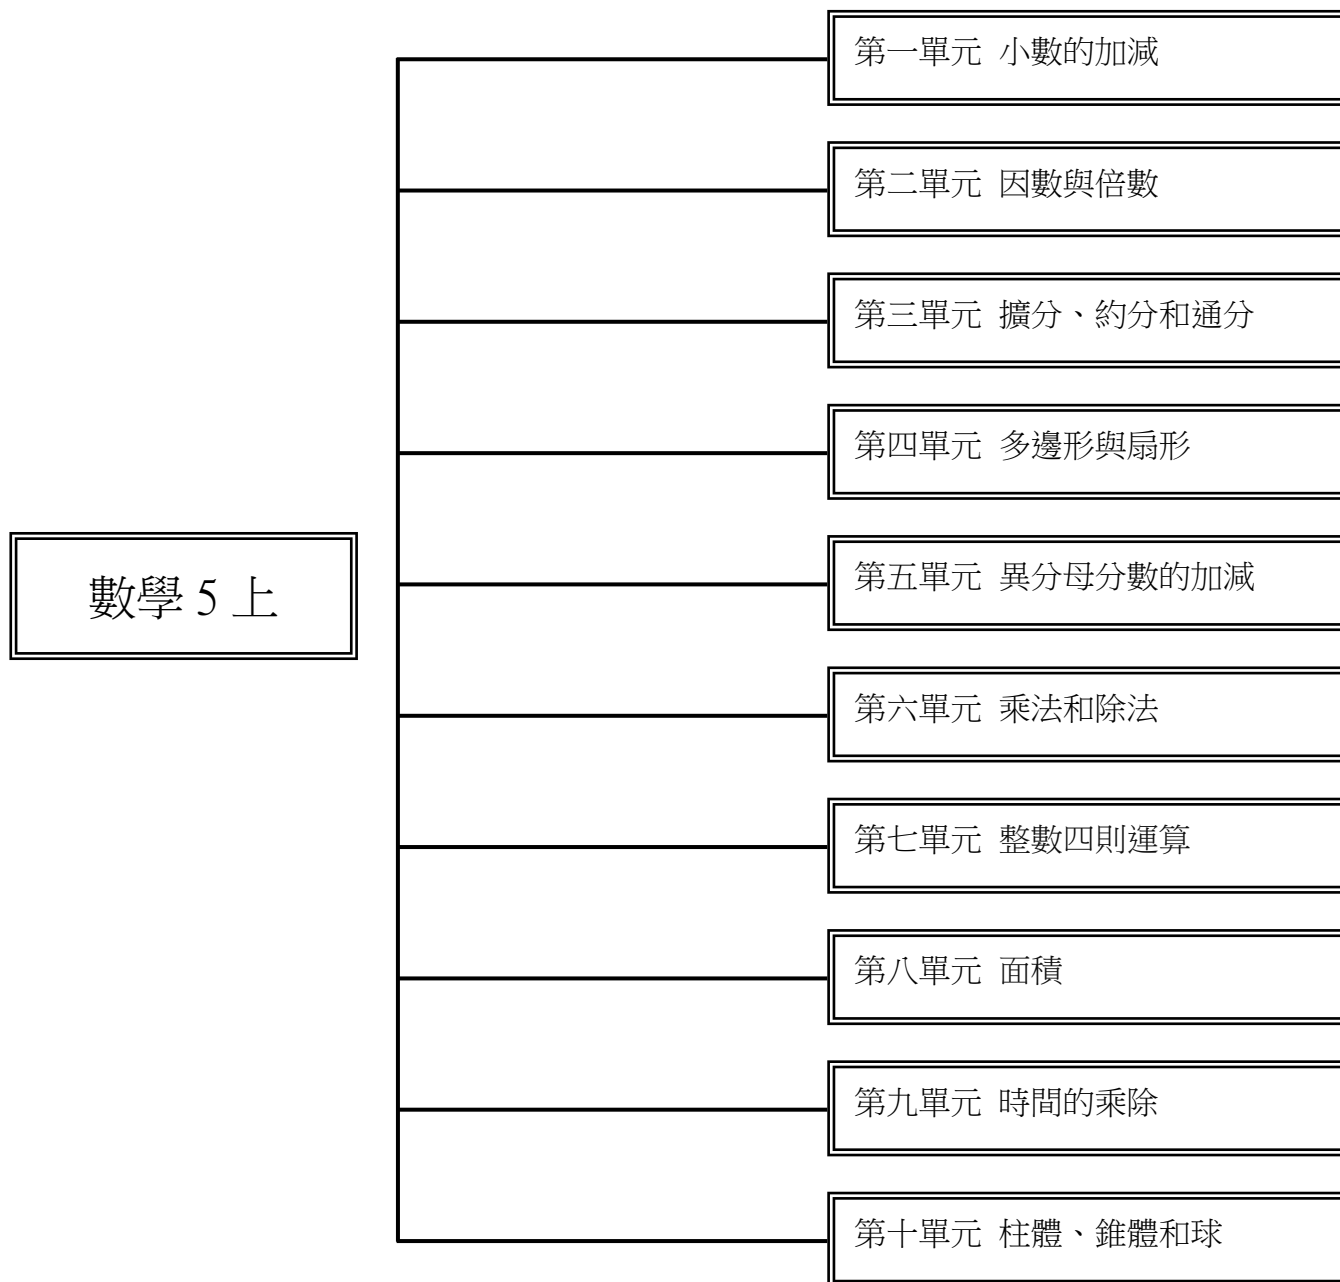 第一單元 小數的加減
第二單元 因數與倍數
第三單元 擴分、約分和通分
第四單元 多邊形與扇形
第五單元 異分母分數的加減
數學 5 上
第六單元 乘法和除法
第七單元 整數四則運算
第八單元 面積
第九單元 時間的乘除
第十單元 柱體、錐體和球